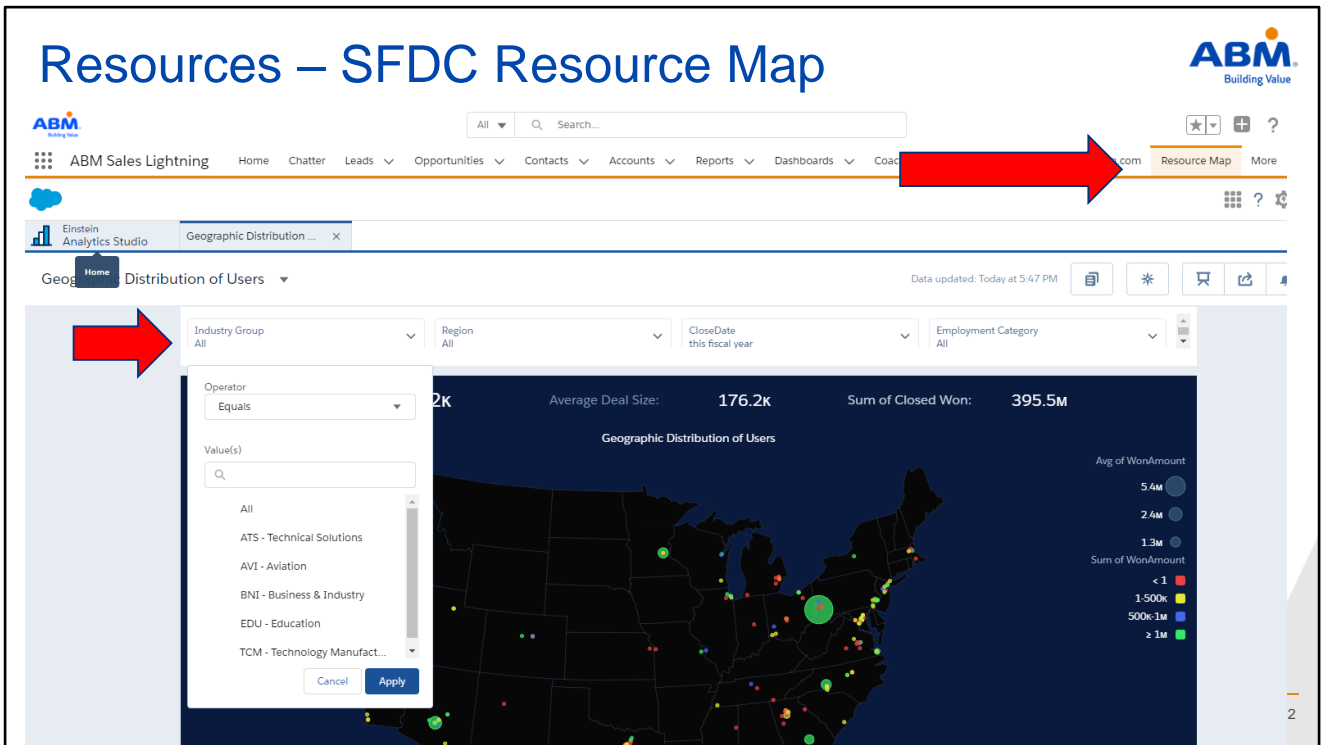 Resources – SFDC Resource Map
ABM
Building Value
ABM
Building Value
All
Search...
?
ABM Sales Lightning
Home
Chatter
Leads
Opportunities
Contacts
Accounts
Reports
Dashboards
com
Resource Map
More
?
Einstein
Analytics Studio
Geographic Distribution ...
×
Home
Distribution of Users
Data updated: Today at 5:47 PM
Industry Group
All
Region
All
CloseDate
this fiscal year
Employment Category
All
Operator
Equals
Value(s)
All
ATS - Technical Solutions
AVI - Aviation
BNI - Business & Industry
EDU - Education
TCM - Technology Manufact...
Cancel
Apply
2K
Average Deal Size:
176.2K
Sum of Closed Won:
395.5M
Geographic Distribution of Users
Avg of WonAmount
5.4M
2.4M
1.3M
Sum of WonAmount
< 1
1-500K
500K-1M
≥ 1M
2